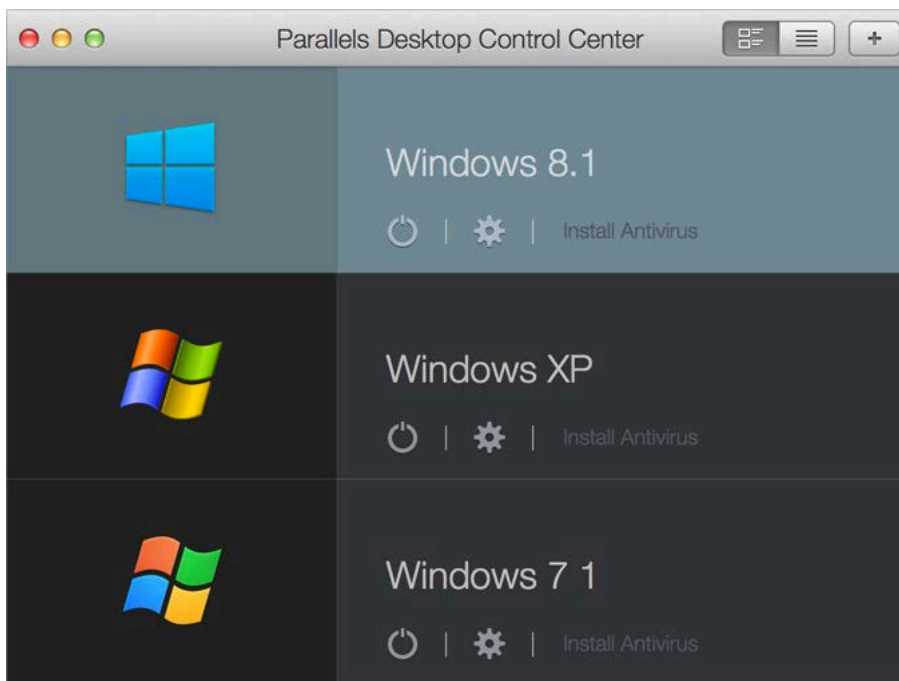 Parallels Desktop Control Center
Windows 8.1
Install Antivirus
Windows XP
Install Antivirus
Windows 7 1
Install Antivirus